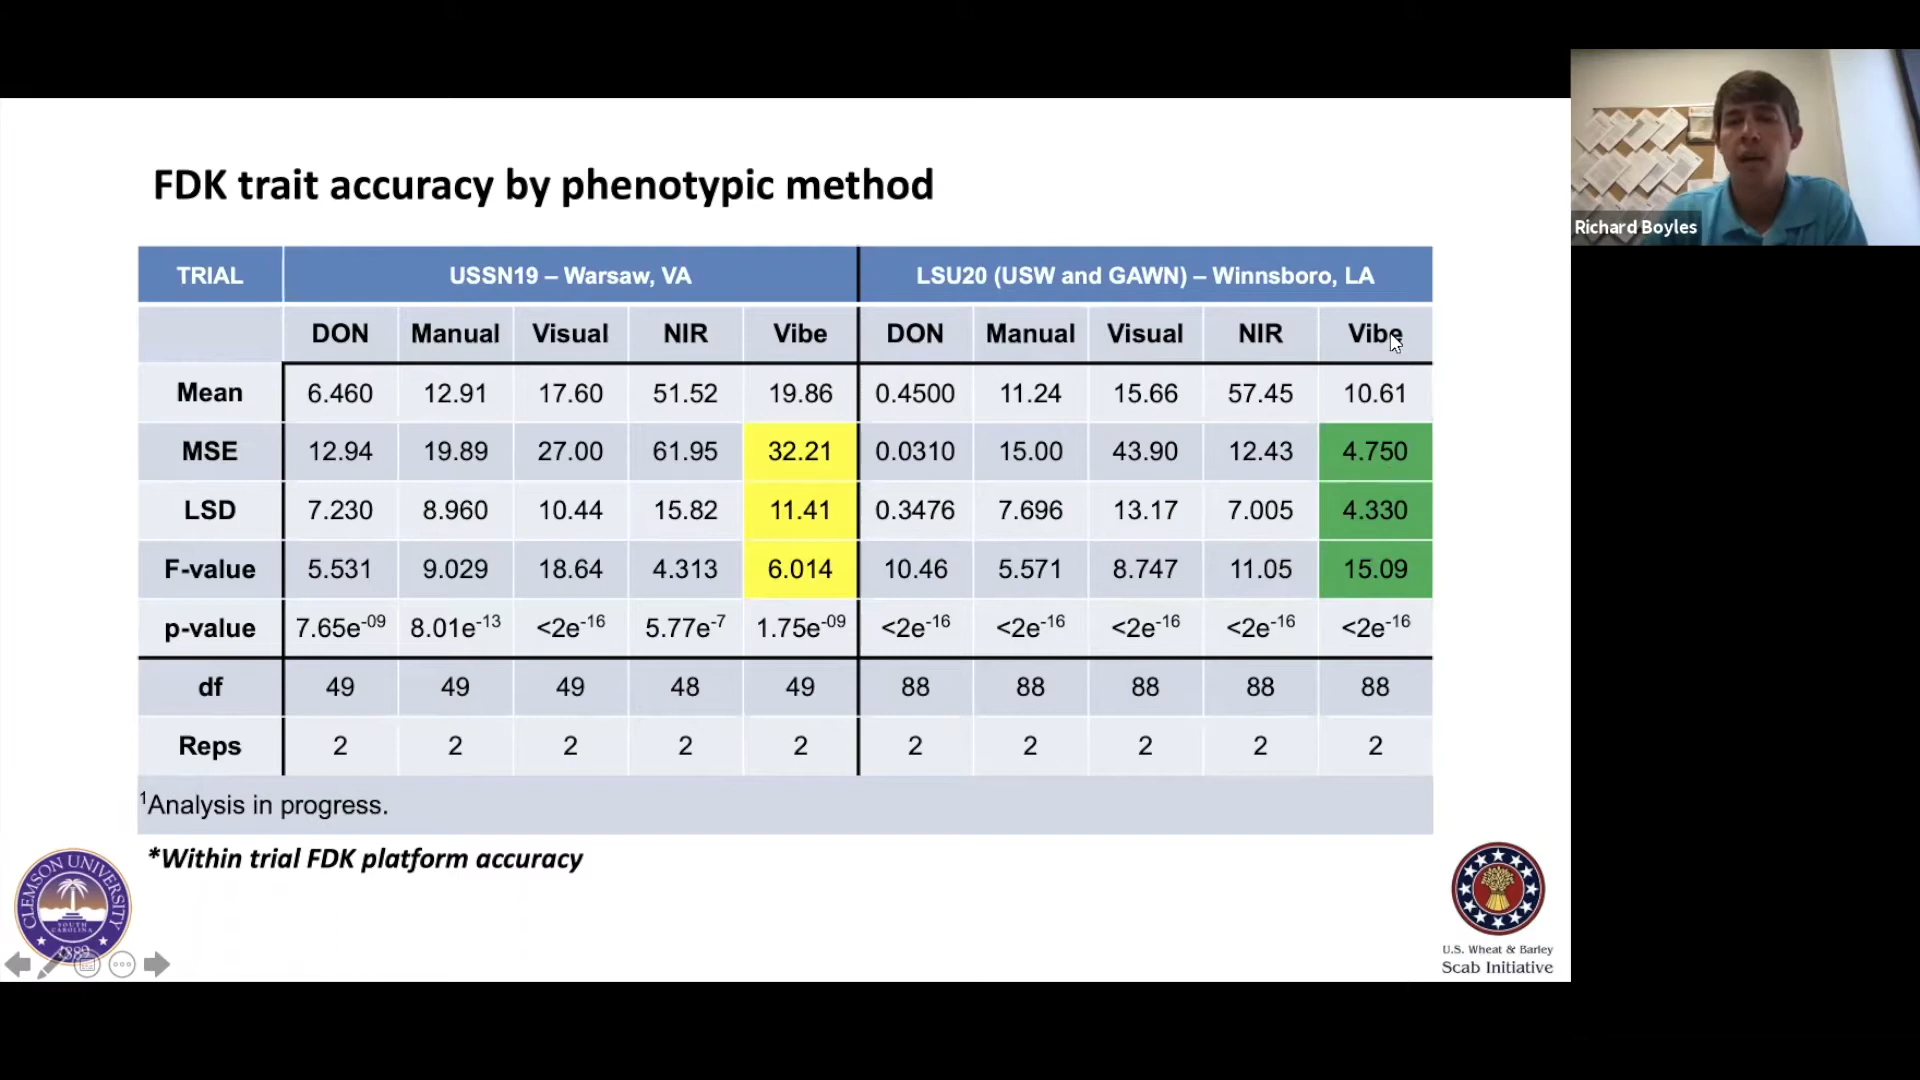 FDK trait accuracy by phenotypic method
Richard Boyles
TRIAL USSN19 – Warsaw, VA LSU20 (USW and GAWN) – Winnsboro, LA
DON Manual Visual NIR Vibe DON Manual Visual NIR Vibe
Mean 6.460 12.91 17.60 51.52 19.86 0.4500 11.24 15.66 57.45 10.61
MSE 12.94 19.89 27.00 61.95 32.21 0.0310 15.00 43.90 12.43 4.750
LSD 7.230 8.960 10.44 15.82 11.41 0.3476 7.696 13.17 7.005 4.330
F-value 5.531 9.029 18.64 4.313 6.014 10.46 5.571 8.747 11.05 15.09
p-value 7.65e-09 8.01e-13 <2e-16 5.77e-7 1.75e-09 <2e-16 <2e-16 <2e-16 <2e-16 <2e-16
df 49 49 49 48 49 88 88 88 88 88
Reps 2 2 2 2 2 2 2 2 2 2
1Analysis in progress.
*Within trial FDK platform accuracy
CLEMSON UNIVERSITY
SOUTH
CAROLINA
1889
U.S. Wheat & Barley
Scab Initiative